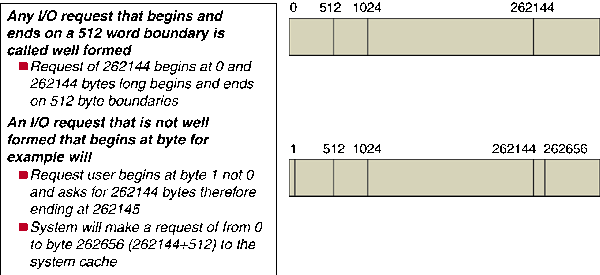 Any I/O request that begins and
ends on a 512 word boundary is
called well formed
Request of 262144 begins at 0 and
262144 bytes long begins and ends
on 512 byte boundaries
An I/O request that is not well
formed that begins at byte for
example will
Request user begins at byte 1 not 0
and asks for 262144 bytes therefore
ending at 262145
System will make a request of from 0
to byte 262656 (262144+512) to the
system cache
0 512 1024 262144
1 512 1024 262144 262656